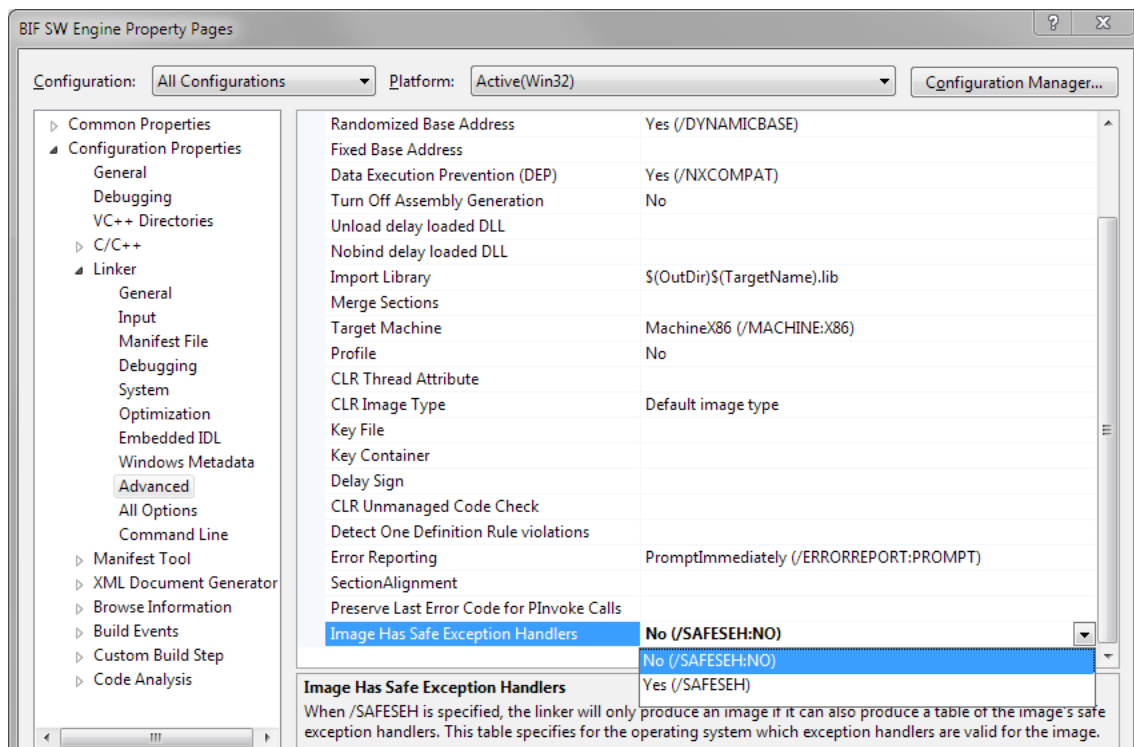 BIF SW Engine Property Pages
Configuration: All Configurations Platform: Active(Win32) Configuration Manager...
Common Properties
Configuration Properties
General
Debugging
VC++ Directories
C/C++
Linker
General
Input
Manifest File
Debugging
System
Optimization
Embedded IDL
Windows Metadata
Advanced
All Options
Command Line
Manifest Tool
XML Document Generator
Browse Information
Build Events
Custom Build Step
Code Analysis
Randomized Base Address Yes (/DYNAMICBASE)
Fixed Base Address
Data Execution Prevention (DEP) Yes (/NXCOMPAT)
Turn Off Assembly Generation No
Unload delay loaded DLL
Nobind delay loaded DLL
Import Library $(OutDir)$(TargetName).lib
Merge Sections
Target Machine MachineX86 (/MACHINE:X86)
Profile No
CLR Thread Attribute
CLR Image Type Default image type
Key File
Key Container
Delay Sign
CLR Unmanaged Code Check
Detect One Definition Rule violations
Error Reporting PromptImmediately (/ERRORREPORT:PROMPT)
SectionAlignment
Preserve Last Error Code for PInvoke Calls
Image Has Safe Exception Handlers No (/SAFESEH:NO)
No (/SAFESEH:NO)
Yes (/SAFESEH)
Image Has Safe Exception Handlers
When /SAFESEH is specified, the linker will only produce an image if it can also produce a table of the image's safe
exception handlers. This table specifies for the operating system which exception handlers are valid for the image.